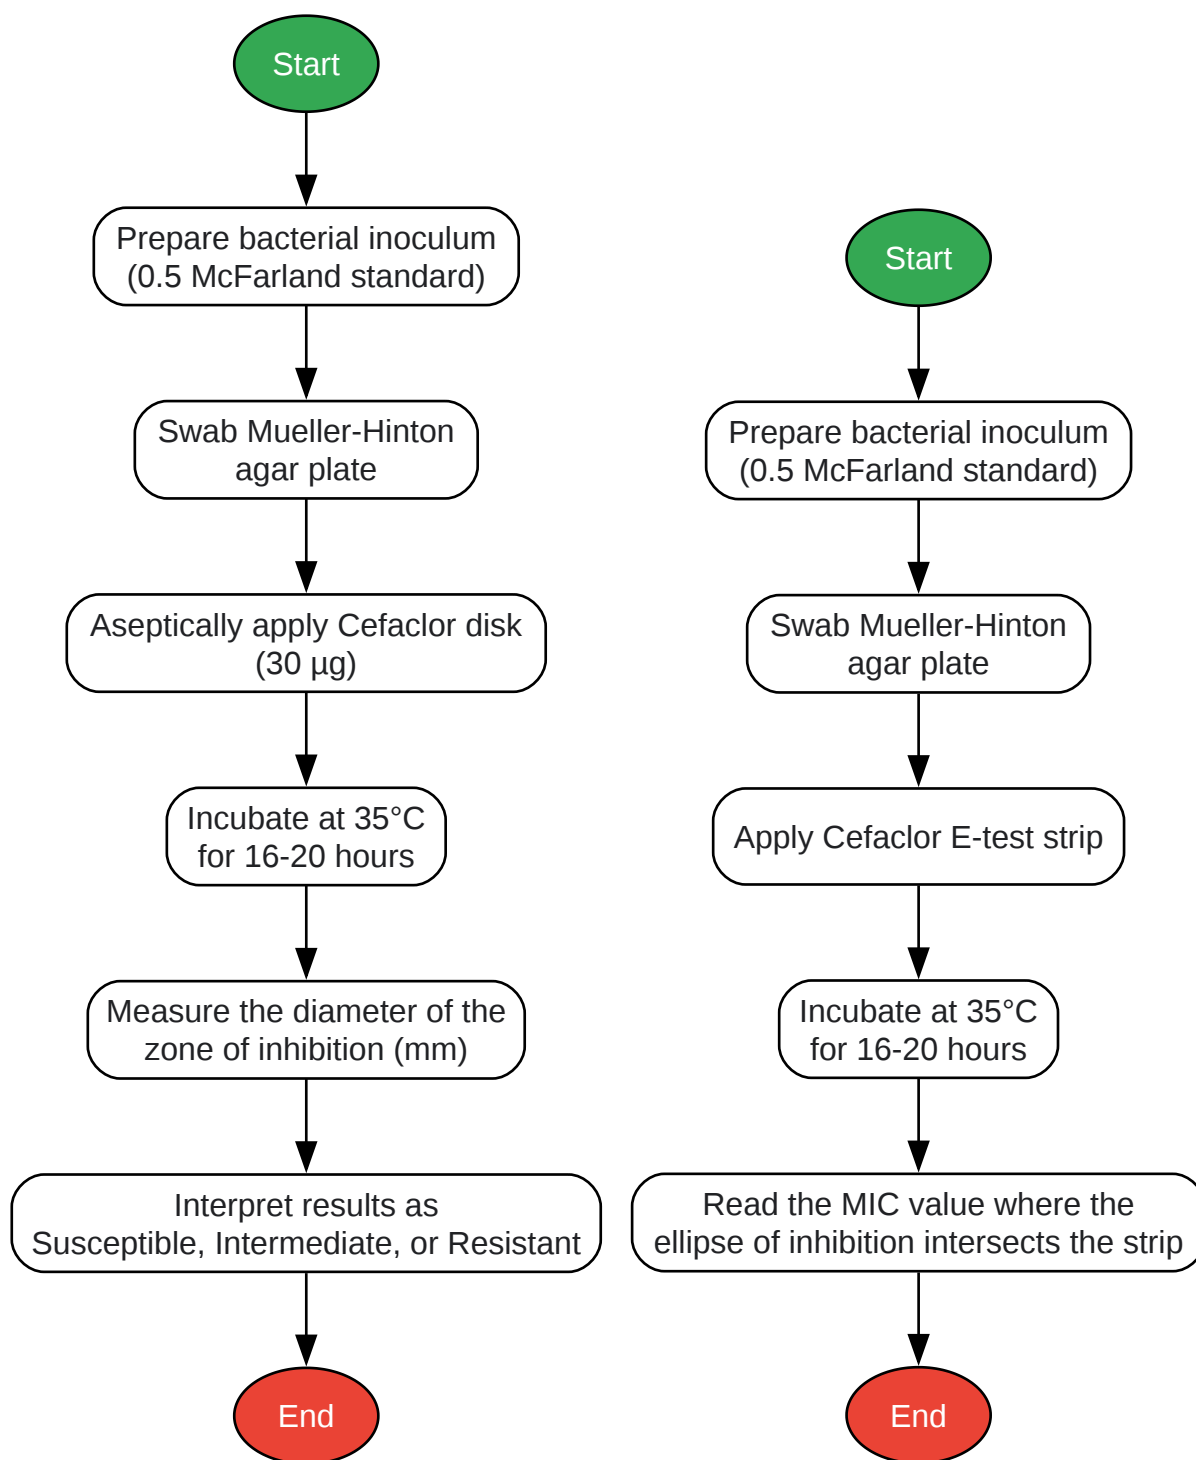 Start
Prepare bacterial inoculum
(0.5 McFarland standard)
Swab Mueller-Hinton
agar plate
Aseptically apply Cefaclor disk
(30 µg)
Incubate at 35°C
for 16-20 hours
Measure the diameter of the
zone of inhibition (mm)
Interpret results as
Susceptible, Intermediate, or Resistant
End
Start
Prepare bacterial inoculum
(0.5 McFarland standard)
Swab Mueller-Hinton
agar plate
Apply Cefaclor E-test strip
Incubate at 35°C
for 16-20 hours
Read the MIC value where the
ellipse of inhibition intersects the strip
End